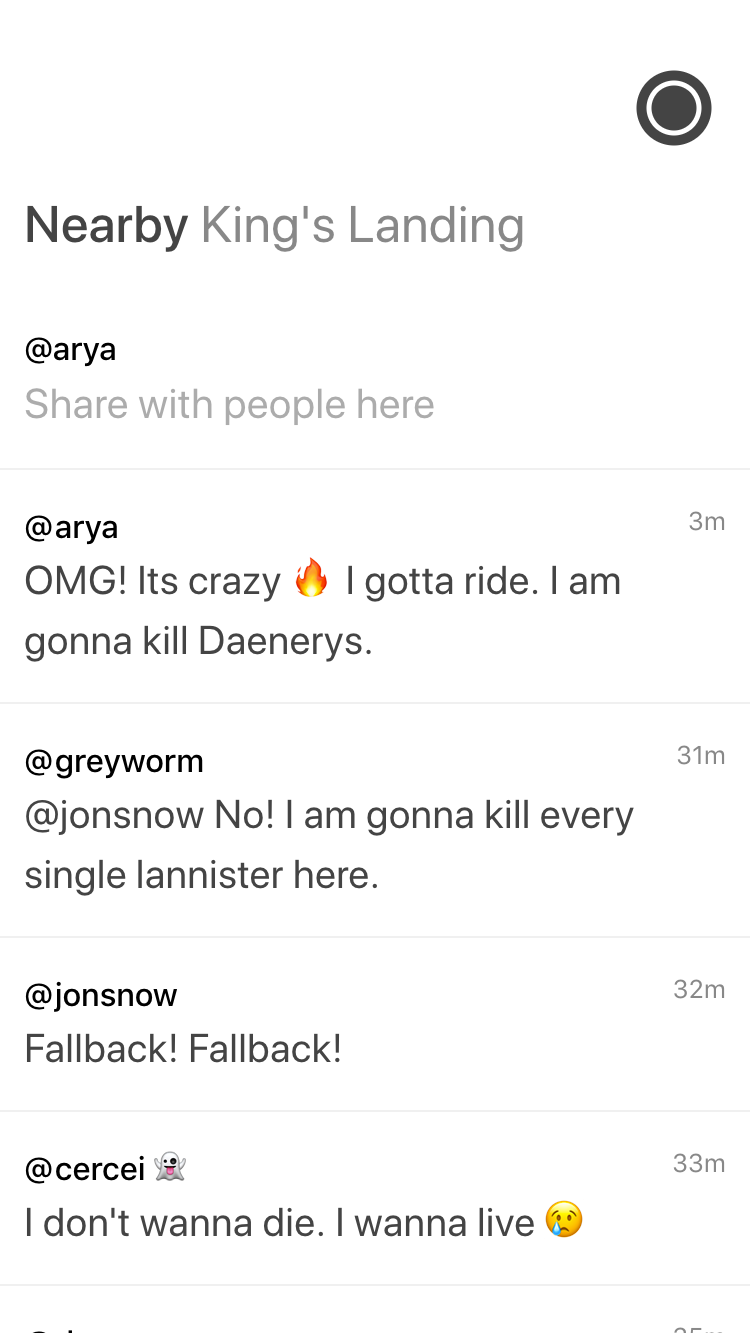 Nearby King's Landing
@arya
Share with people here
@arya 3m
OMG! Its crazy 🔥 I gotta ride. I am
gonna kill Daenerys.
@greyworm 31m
@jonsnow No! I am gonna kill every
single lannister here.
@jonsnow 32m
Fallback! Fallback!
@cercei 👻 33m
I don't wanna die. I wanna live 😢